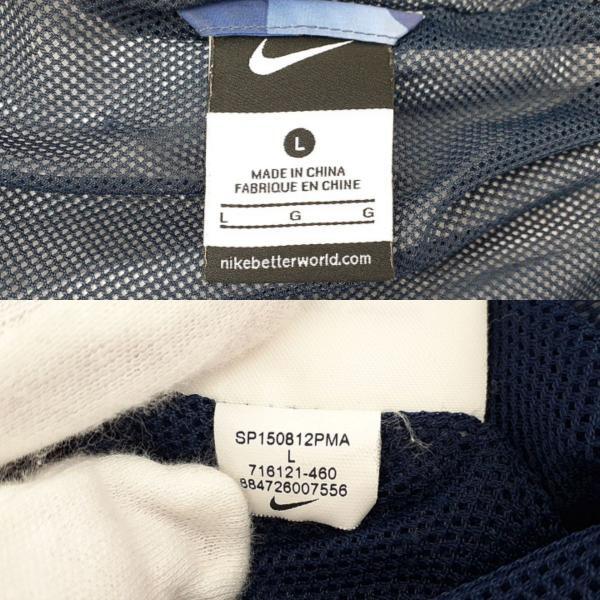 L
MADE IN CHINA
FABRIQUE EN CHINE
L G G
nikebetterworld.com
SP150812PMA
L
716121-460
884726007556